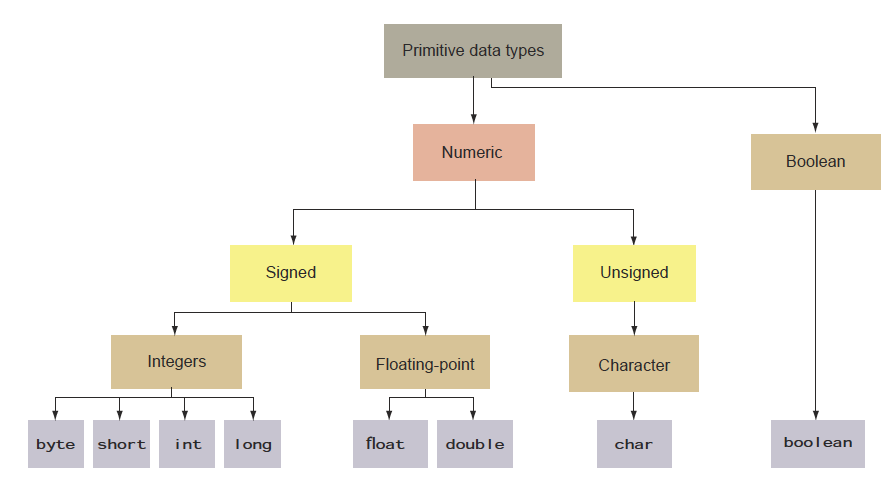 Primitive data types
Numeric
Boolean
Signed
Unsigned
Integers
Floating-point
Character
byte
short
int
long
float
double
char
boolean